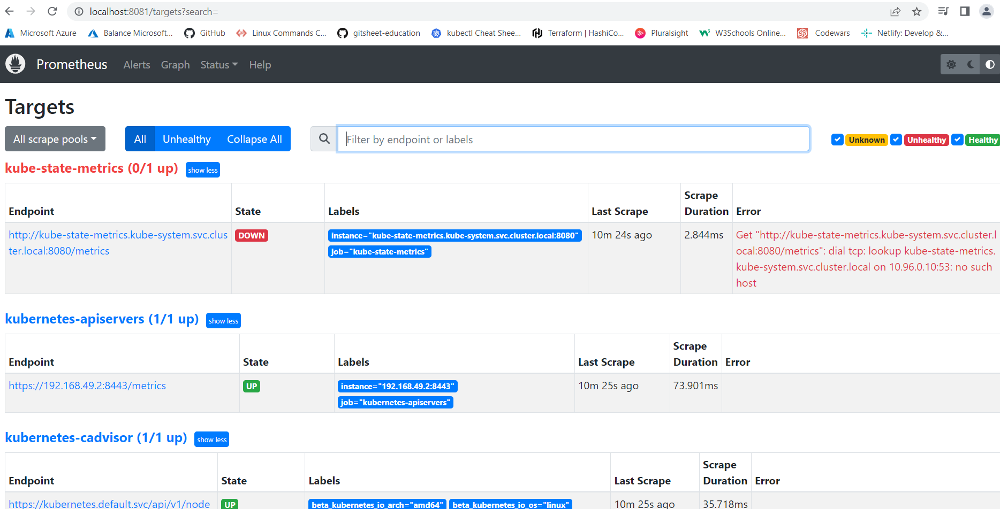 localhost:8081/targets?search=
Microsoft Azure Balance Microsoft... GitHub Linux Commands C... gitsheet-education kubectl Cheat Shee... Terraform | HashiCo... Pluralsight W3Schools Online... Codewars Netlify: Develop &...
Prometheus Alerts Graph Status Help
Targets
All scrape pools All Unhealthy Collapse All Filter by endpoint or labels Unknown Unhealthy Healthy
kube-state-metrics (0/1 up) show less
Scrape
Endpoint State Labels Last Scrape Duration Error
http://kube-state-metrics.kube-system.svc.clus DOWN instance="kube-state-metrics.kube-system.svc.cluster.local:8080" 10m 24s ago 2.844ms Get "http://kube-state-metrics.kube-system.svc.cluster.l
ter.local:8080/metrics job="kube-state-metrics" ocal:8080/metrics": dial tcp: lookup kube-state-metrics.
kube-system.svc.cluster.local on 10.96.0.10:53: no such
host
kubernetes-apiservers (1/1 up) show less
Scrape
Endpoint State Labels Last Scrape Duration Error
https://192.168.49.2:8443/metrics UP instance="192.168.49.2:8443" 10m 25s ago 73.901ms
job="kubernetes-apiservers"
kubernetes-cadvisor (1/1 up) show less
Scrape
Endpoint State Labels Last Scrape Duration Error
https://kubernetes.default.svc/api/v1/node UP beta_kubernetes_io_arch="amd64" beta_kubernetes_io_os="linux" 10m 25s ago 35.718ms